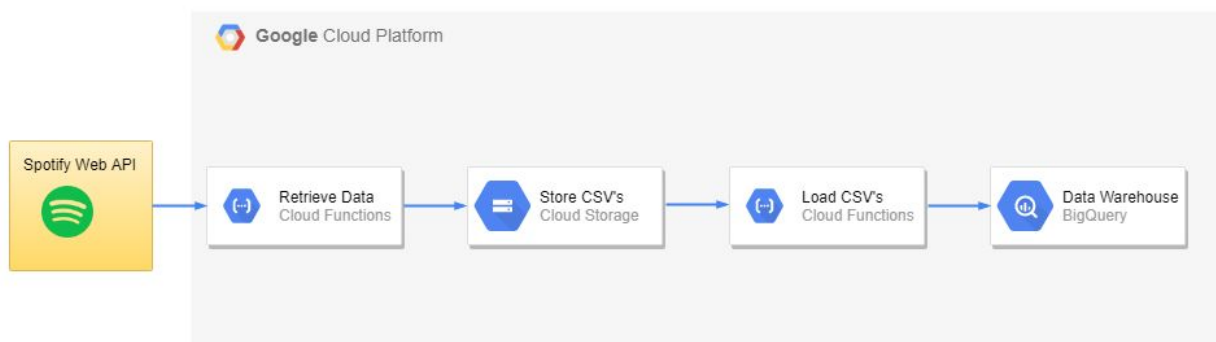 Google Cloud Platform
Spotify Web API
Retrieve Data
Cloud Functions
Store CSV's
Cloud Storage
Load CSV's
Cloud Functions
Data Warehouse
BigQuery